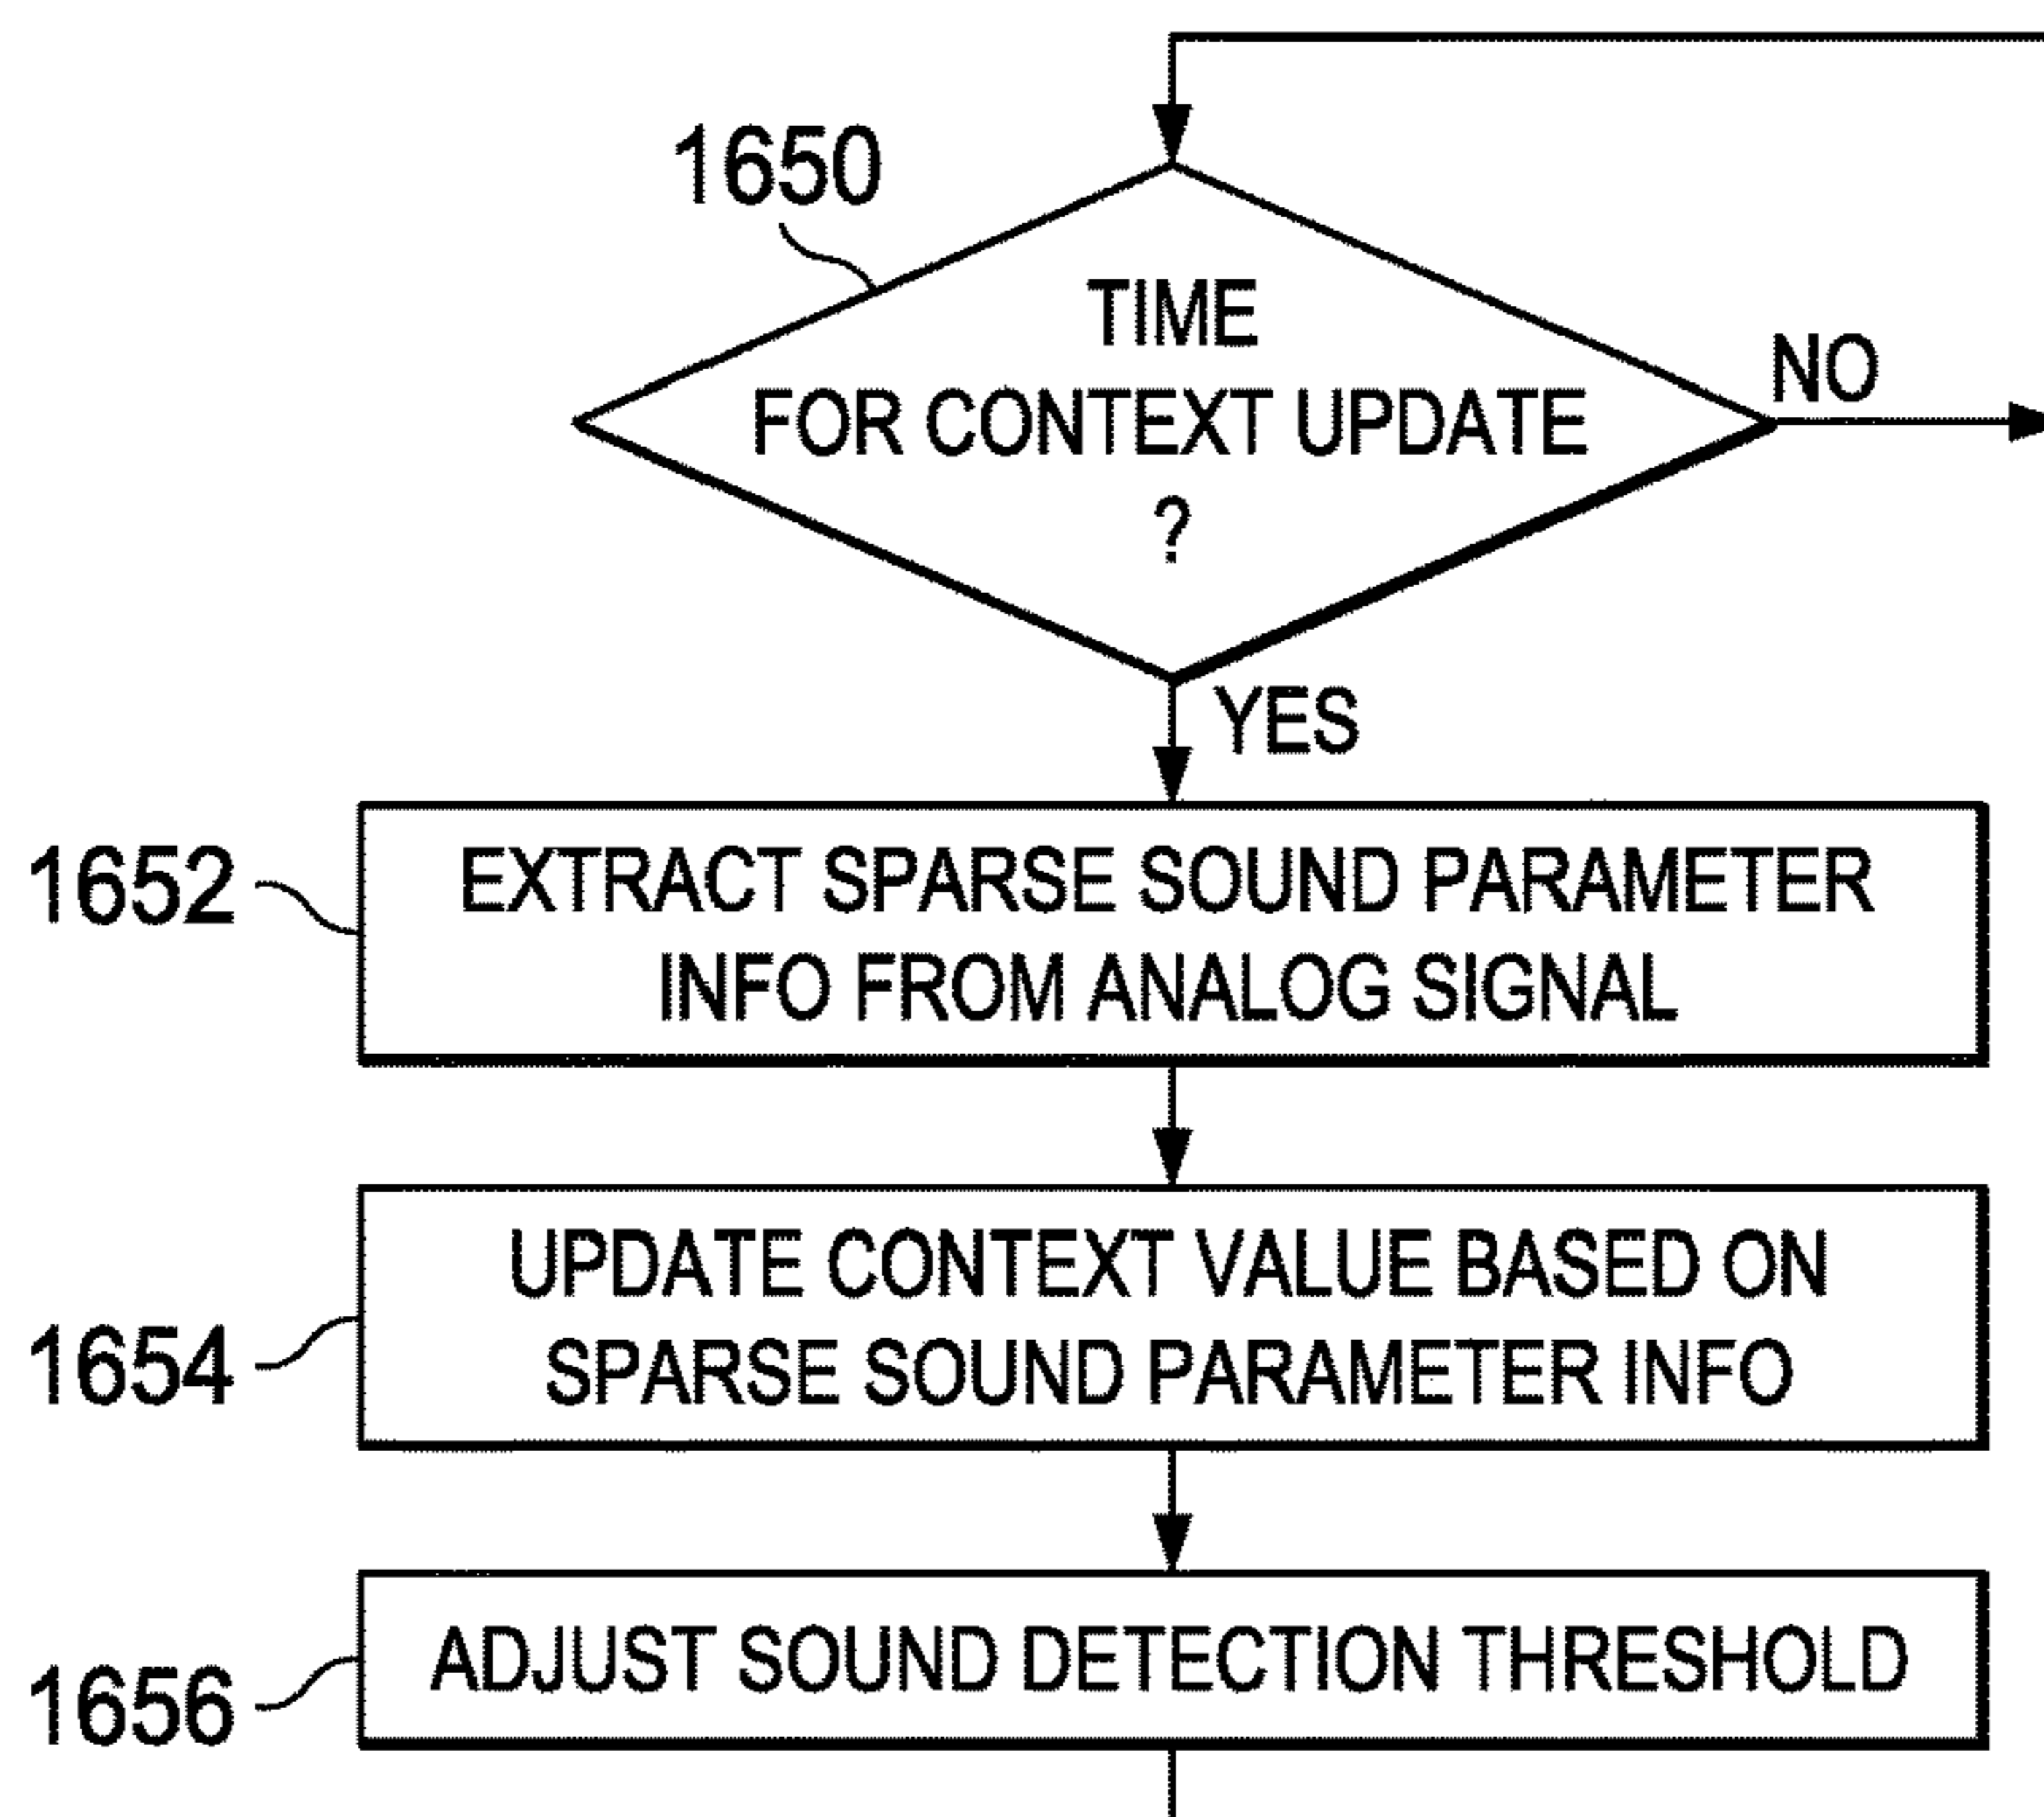 1650
TIME
FOR CONTEXT UPDATE
?
NO
YES
1652
EXTRACT SPARSE SOUND PARAMETER
INFO FROM ANALOG SIGNAL
1654
UPDATE CONTEXT VALUE BASED ON
SPARSE SOUND PARAMETER INFO
1656
ADJUST SOUND DETECTION THRESHOLD